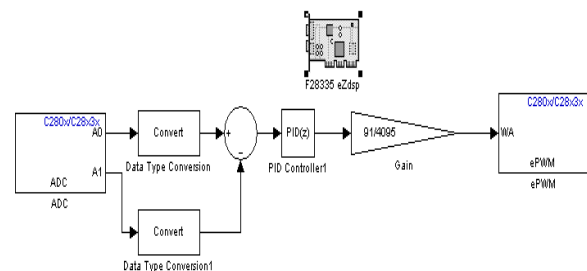 F28335 eZdsp
C280x/C28x3x
A0
A1
ADC
ADC
Convert
Data Type Conversion
Convert
Data Type Conversion1
+
−
PID(z)
PID Controller1
91/4095
Gain
C280x/C28x3x
WA
ePWM
ePWM